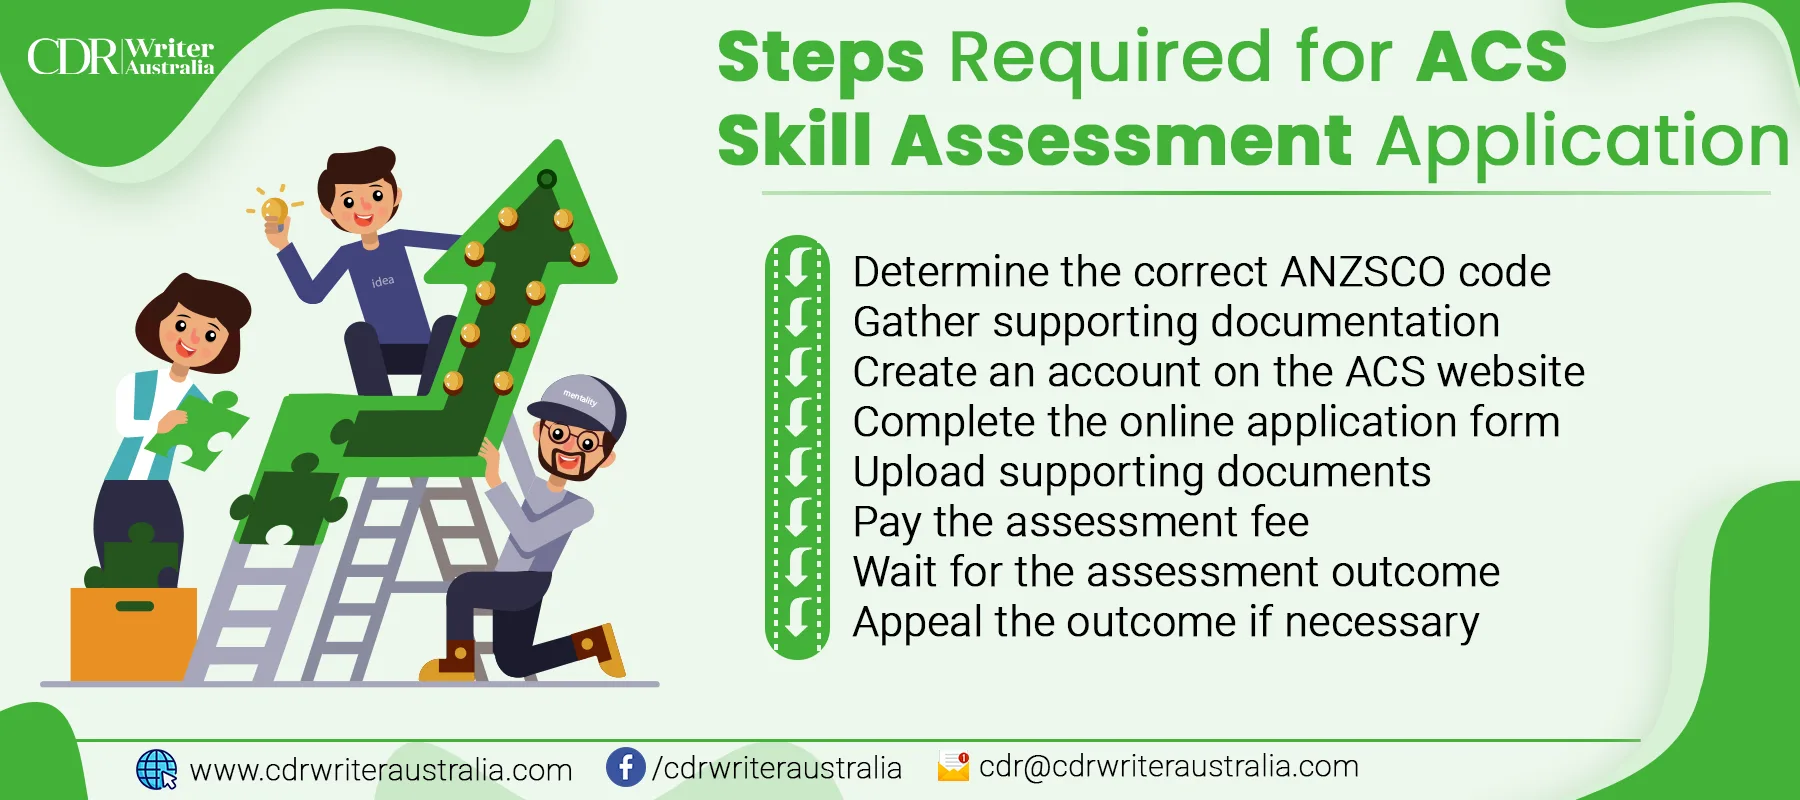 CDR Writer
Australia
Steps Required for ACS
Skill Assessment Application
idea
mentality
Determine the correct ANZSCO code
Gather supporting documentation
Create an account on the ACS website
Complete the online application form
Upload supporting documents
Pay the assessment fee
Wait for the assessment outcome
Appeal the outcome if necessary
www.cdrwriteraustralia.com
/cdrwriteraustralia
cdr@cdrwriteraustralia.com